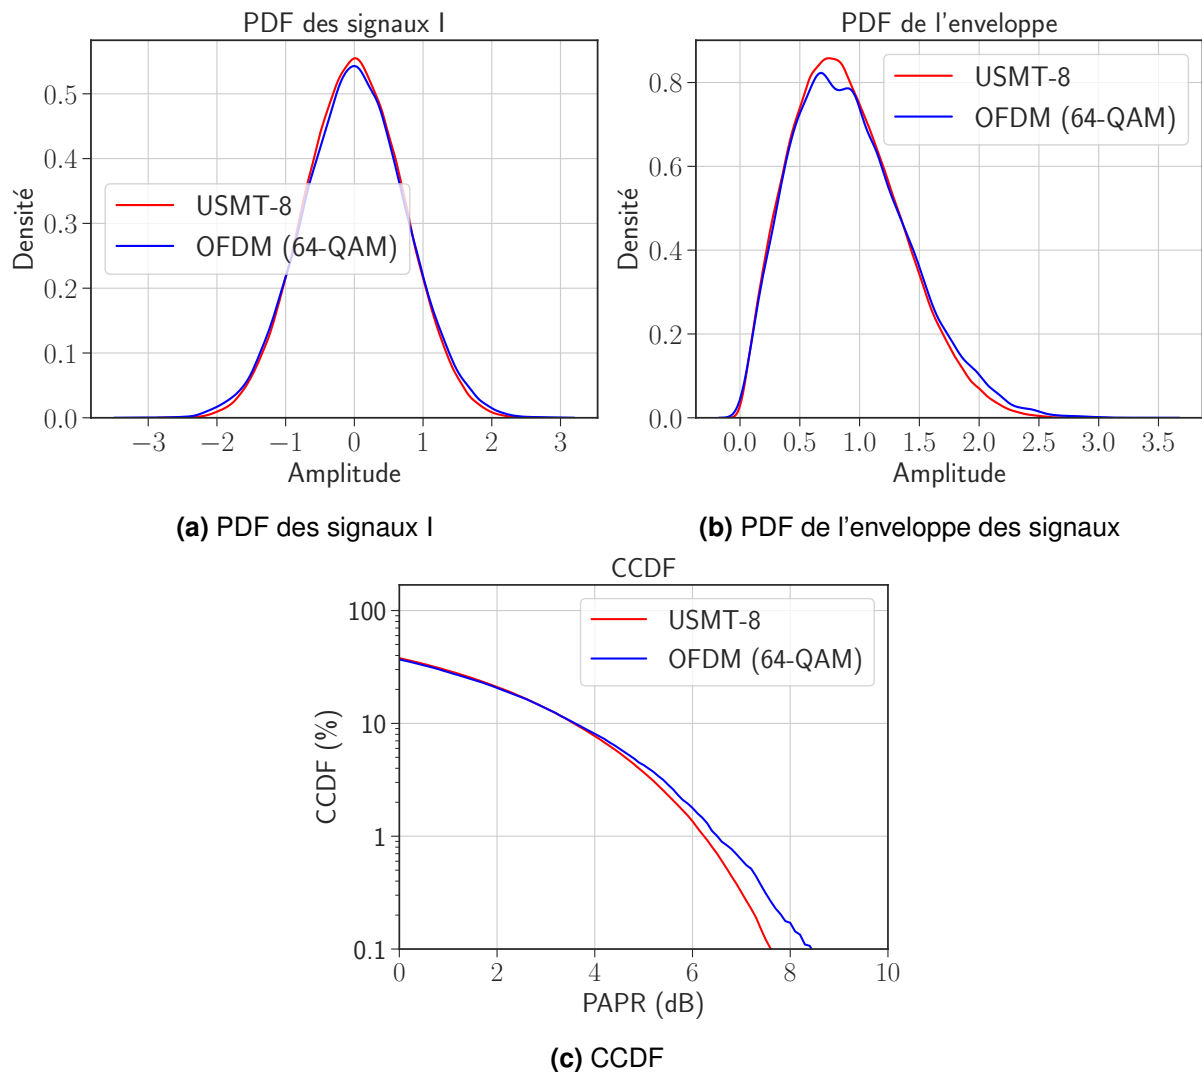 PDF des signaux I
Densité
0.5
0.4
0.3
0.2
0.1
0.0
USMT-8
OFDM (64-QAM)
−3 −2 −1 0 1 2 3
Amplitude
(a) PDF des signaux I
PDF de l'enveloppe
Densité
0.8
0.6
0.4
0.2
0.0
USMT-8
OFDM (64-QAM)
0.0 0.5 1.0 1.5 2.0 2.5 3.0 3.5
Amplitude
(b) PDF de l'enveloppe des signaux
CCDF
CCDF (%)
100
10
1
0.1
USMT-8
OFDM (64-QAM)
0 2 4 6 8 10
PAPR (dB)
(c) CCDF